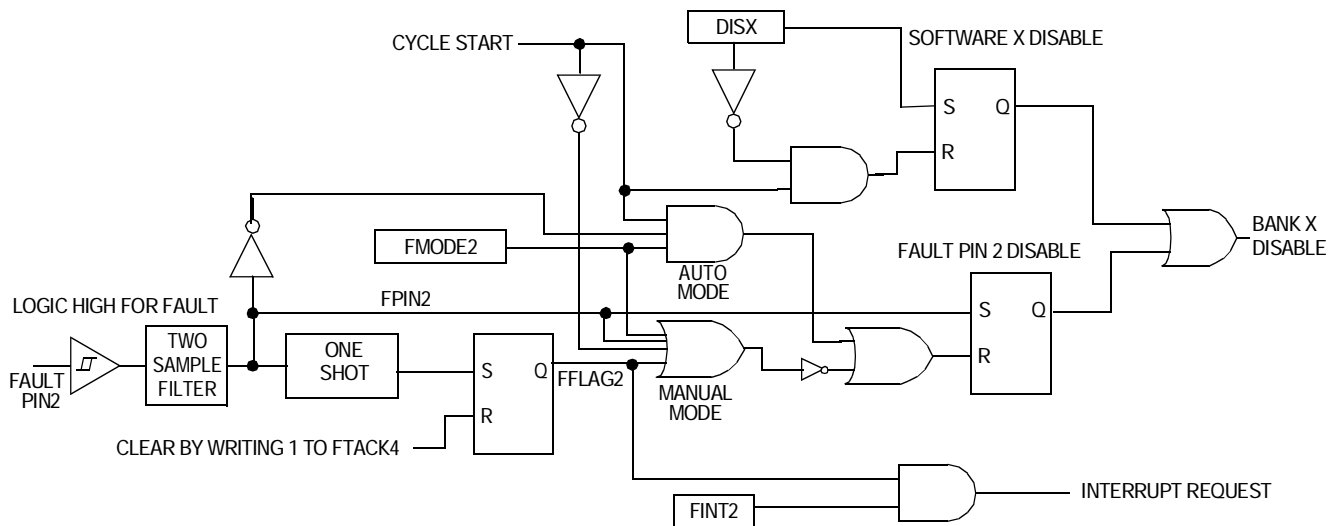 DISX
CYCLE START
SOFTWARE X DISABLE
S
Q
R
BANK X
DISABLE
FMODE2
AUTO
MODE
FAULT PIN 2 DISABLE
LOGIC HIGH FOR FAULT
FPIN2
S
Q
R
TWO
SAMPLE
FILTER
ONE
SHOT
FAULT
PIN2
S
Q
R
FFLAG2
MANUAL
MODE
CLEAR BY WRITING 1 TO FTACK4
FINT2
INTERRUPT REQUEST